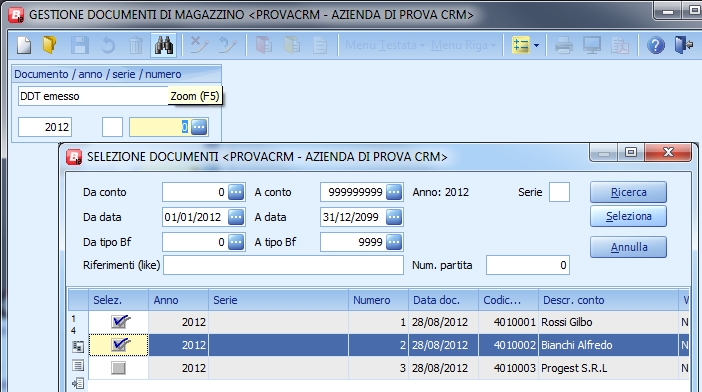 GESTIONE DOCUMENTI DI MAGAZZINO <PROVACRM - AZIENDA DI PROVA CRM>
Menu Testata Menu Riga
Documento / anno / serie / numero
DDT emesso Zoom (F5)
2012 0
SELEZIONE DOCUMENTI <PROVACRM - AZIENDA DI PROVA CRM>
Da conto 0 A conto 999999999 Anno: 2012 Serie Ricerca
Da data 01/01/2012 A data 31/12/2099 Seleziona
Da tipo Bf 0 A tipo Bf 9999 Annulla
Riferimenti (like) Num. partita 0
Selez. Anno Serie Numero Data doc. Codic... Descr. conto
2012 1 28/08/2012 4010001 Rossi Gilbo N
2012 2 28/08/2012 4010002 Bianchi Alfredo N
2012 3 28/08/2012 4010003 Progest S.R.L N
1
4